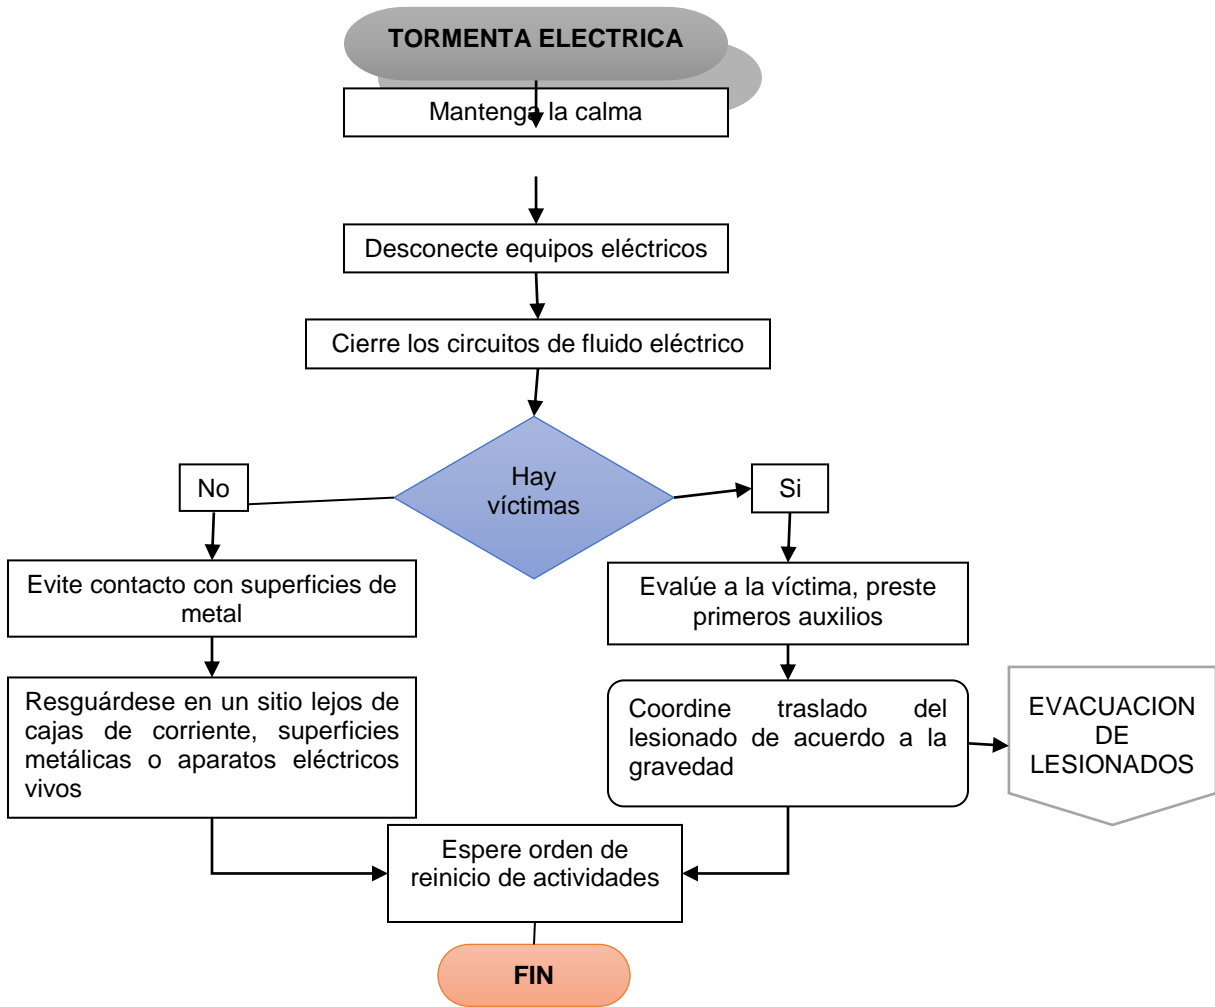 TORMENTA ELECTRICA
Mantenga la calma
Desconecte equipos eléctricos
Cierre los circuitos de fluido eléctrico
Hay
víctimas
No
Si
Evite contacto con superficies de
metal
Evalúe a la víctima, preste
primeros auxilios
Resguárdese en un sitio lejos de
cajas de corriente, superficies
metálicas o aparatos eléctricos
vivos
Coordine traslado del
lesionado de acuerdo a la
gravedad
EVACUACION
DE
LESIONADOS
Espere orden de
reinicio de actividades
FIN